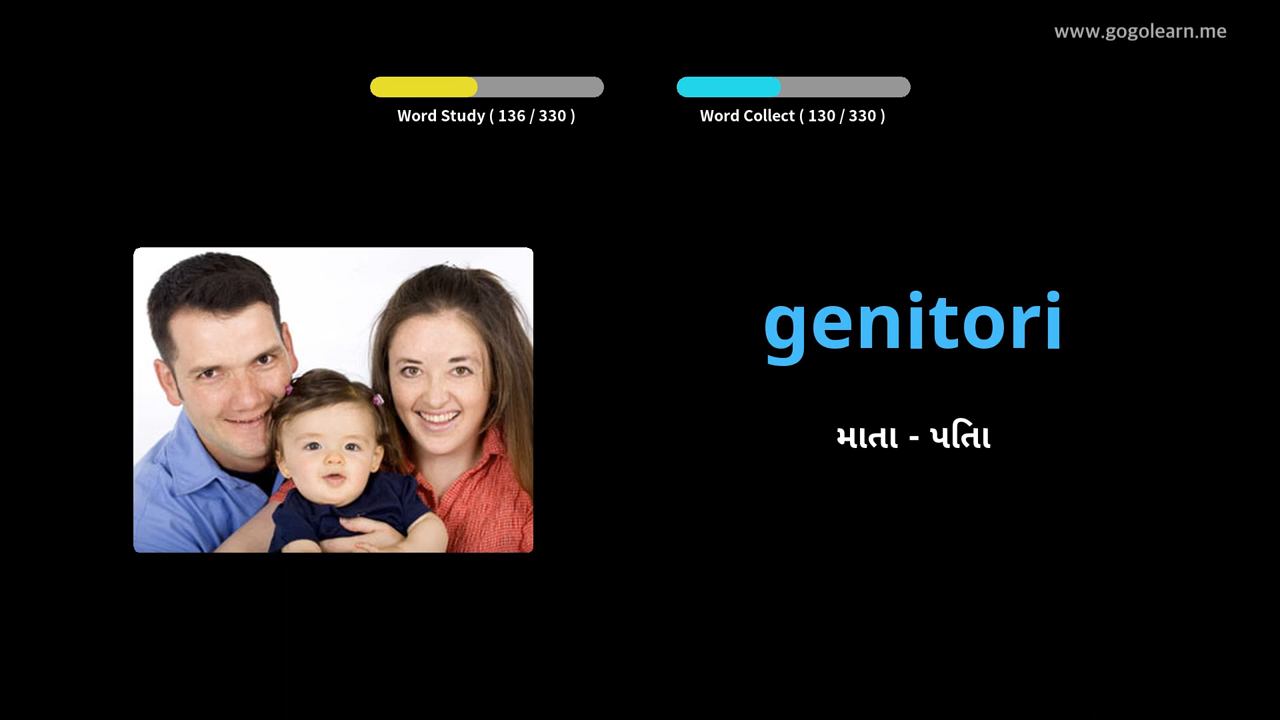 www.gogolearn.me
Word Study ( 136 / 330 )
Word Collect ( 130 / 330 )
genitori
માતા - પિતા